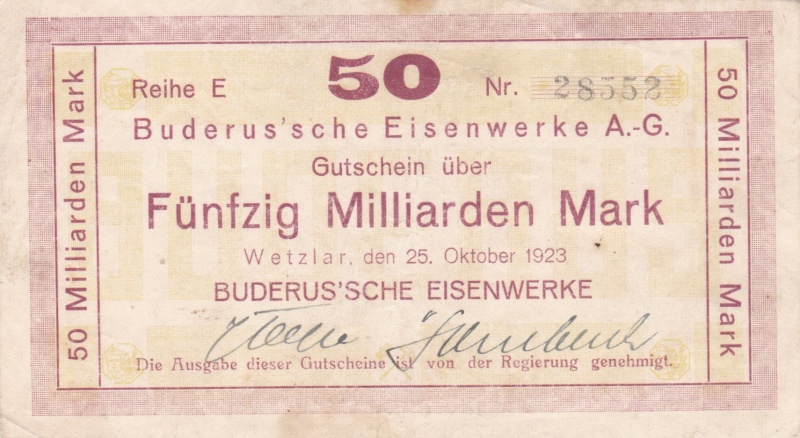 50 Milliarden Mark
Reihe E
50
Nr. 28552
Buderus'sche Eisenwerke A.-G.
Gutschein über
Fünfzig Milliarden Mark
Wetzlar, den 25. Oktober 1923
BUDERUS'SCHE EISENWERKE
Die Ausgabe dieser Gutscheine ist von der Regierung genehmigt.
50 Milliarden Mark